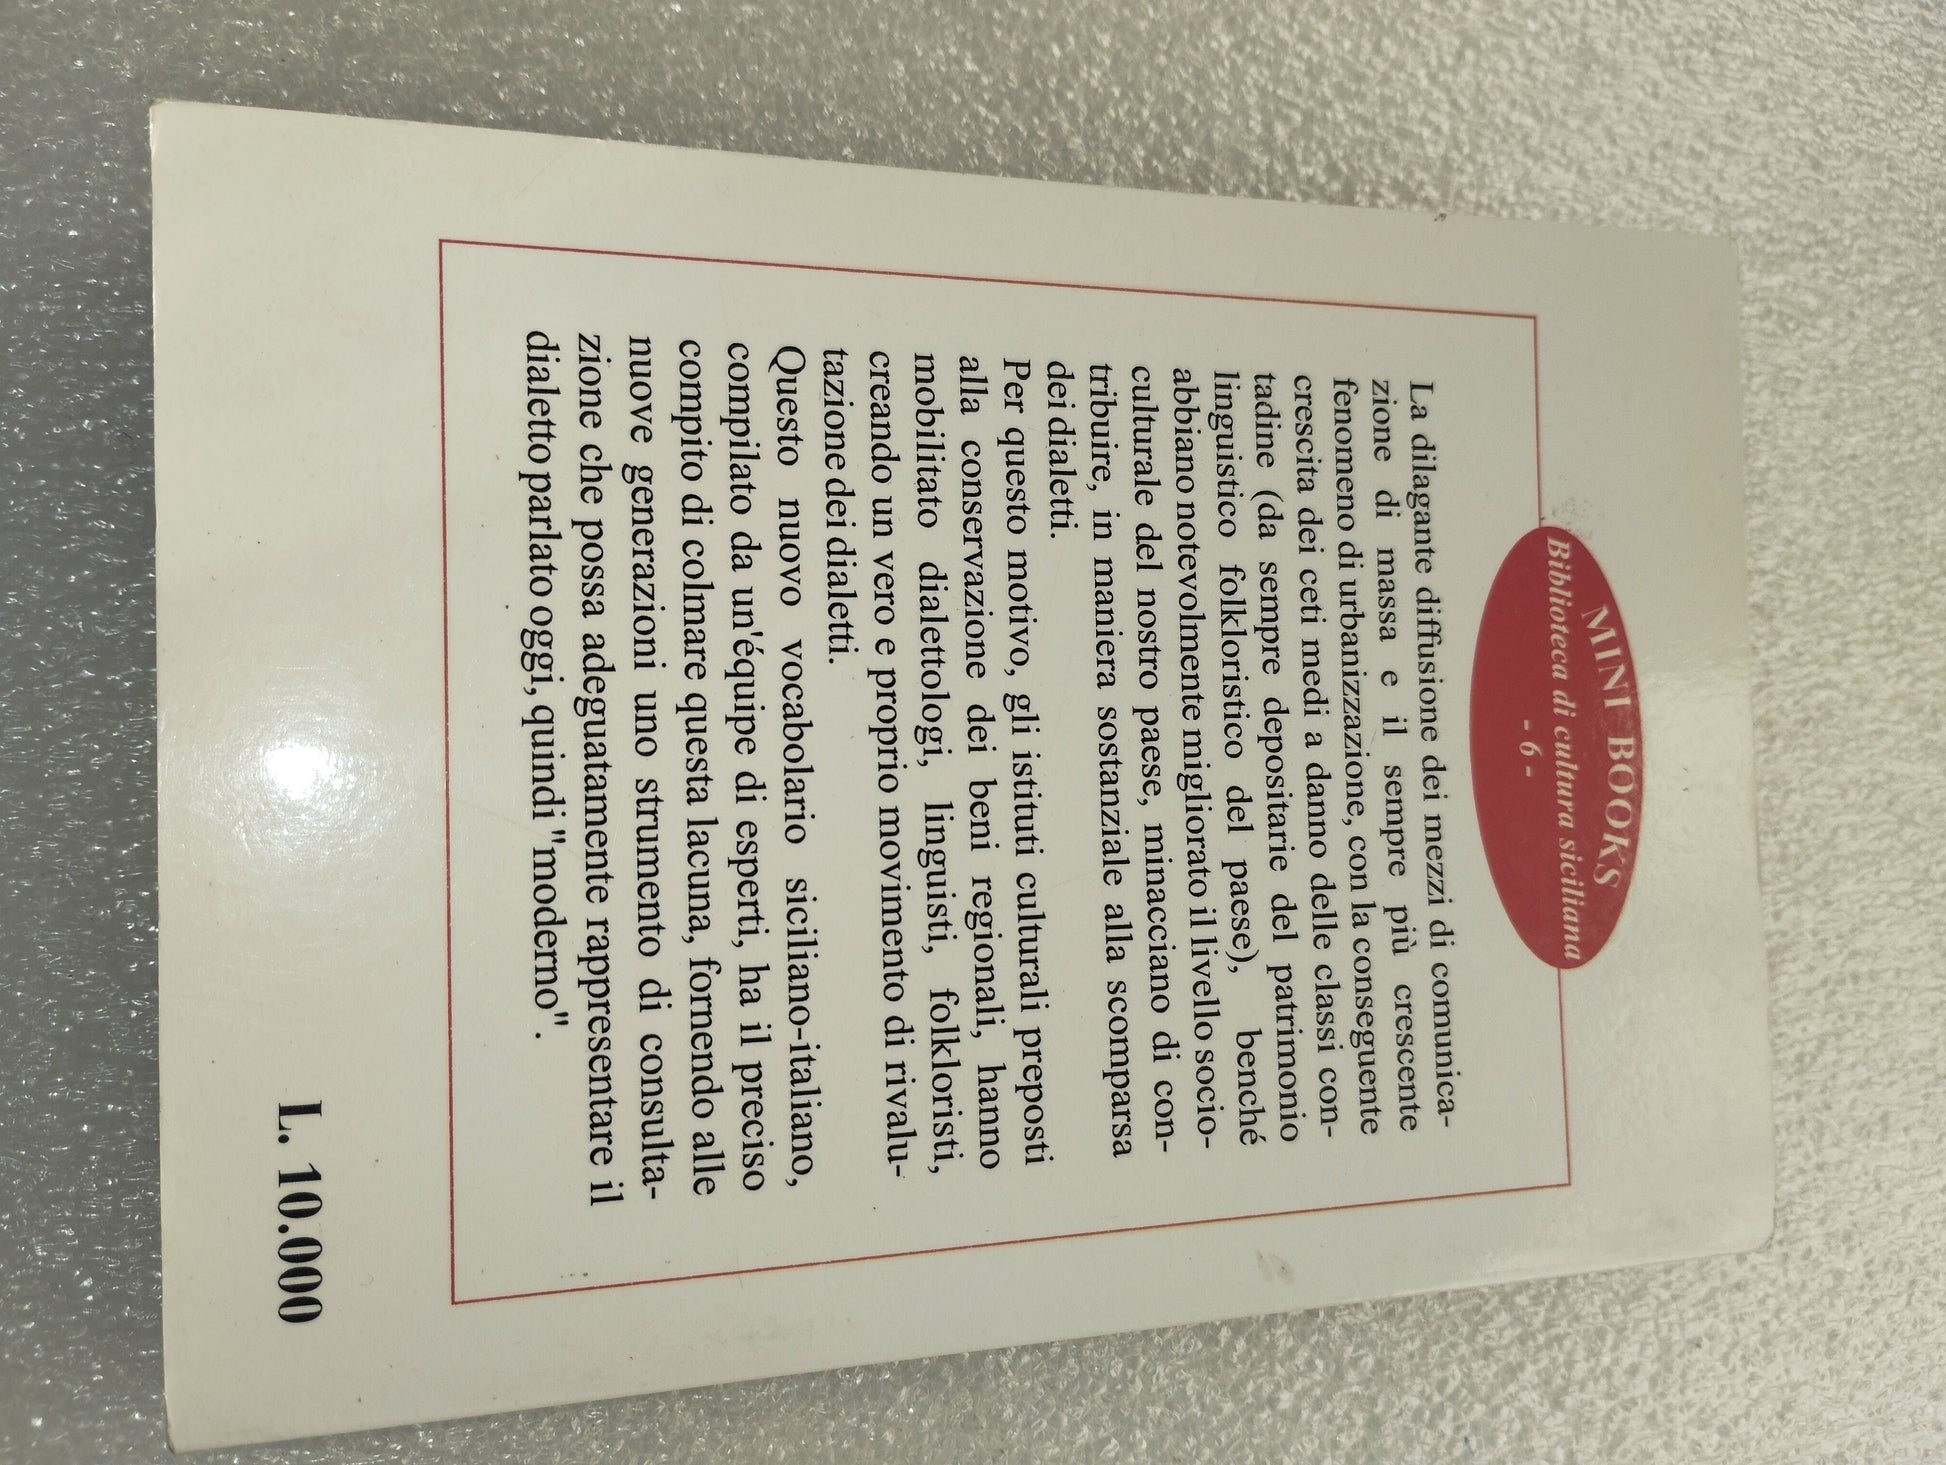 MINI BOOKS
Biblioteca di cultura siciliana
- 6 -
La dilagante diffusione dei mezzi di comunica-
zione di massa e il sempre più crescente
fenomeno di urbanizzazione, con la conseguente
crescita dei ceti medi a danno delle classi con-
tadine (da sempre depositarie del patrimonio
linguistico folkloristico del paese), benché
abbiano notevolmente migliorato il livello socio-
culturale del nostro paese, minacciano di con-
tribuire, in maniera sostanziale alla scomparsa
dei dialetti.
Per questo motivo, gli istituti culturali preposti
alla conservazione dei beni regionali, hanno
mobilitato dialettologi, linguisti, folkloristi,
creando un vero e proprio movimento di rivalu-
tazione dei dialetti.
Questo nuovo vocabolario siciliano-italiano,
compilato da un'équipe di esperti, ha il preciso
compito di colmare questa lacuna, fornendo alle
nuove generazioni uno strumento di consulta-
zione che possa adeguatamente rappresentare il
dialetto parlato oggi, quindi "moderno".
L. 10.000